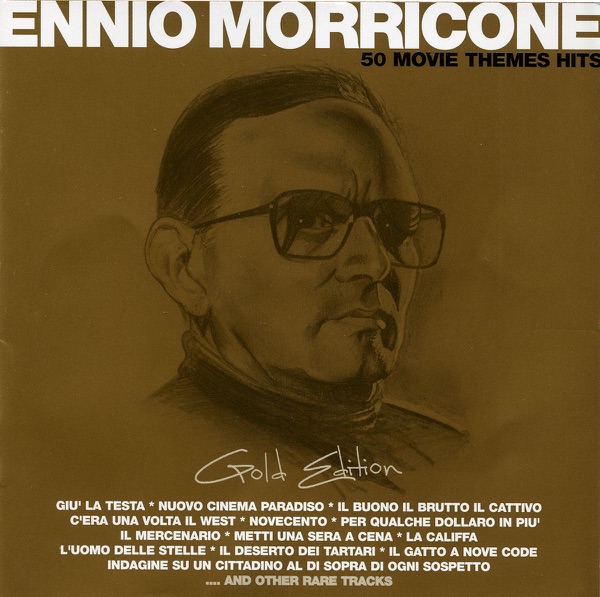 ENNIO MORRICONE
50 MOVIE THEMES HITS
Gold Edition
GIU' LA TESTA * NUOVO CINEMA PARADISO * IL BUONO IL BRUTTO IL CATTIVO
C'ERA UNA VOLTA IL WEST * NOVECENTO * PER QUALCHE DOLLARO IN PIU'
IL MERCENARIO * METTI UNA SERA A CENA * LA CALIFFA
L'UOMO DELLE STELLE * IL DESERTO DEI TARTARI * IL GATTO A NOVE CODE
INDAGINE SU UN CITTADINO AL DI SOPRA DI OGNI SOSPETTO
.... AND OTHER RARE TRACKS